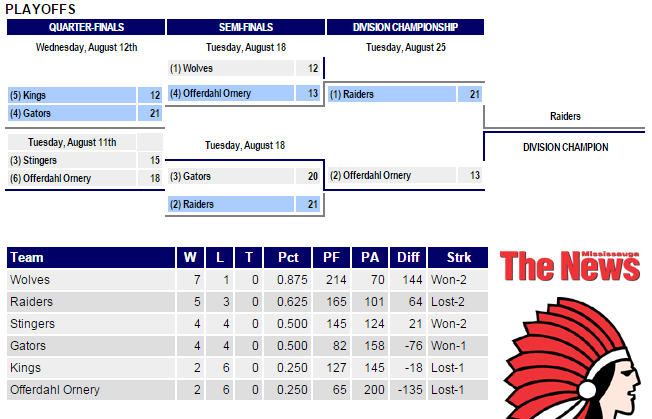 PLAYOFFS
QUARTER-FINALS SEMI-FINALS DIVISION CHAMPIONSHIP
Wednesday, August 12th Tuesday, August 18 Tuesday, August 25
(1) Wolves 12
(5) Kings 12 (4) Offerdahl Ornery 13 (1) Raiders 21
(4) Gators 21
Raiders
Tuesday, August 11th Tuesday, August 18 DIVISION CHAMPION
(3) Stingers 15
(6) Offerdahl Ornery 18 (3) Gators 20 (2) Offerdahl Ornery 13
(2) Raiders 21
Team W L T Pct PF PA Diff Strk
Wolves 7 1 0 0.875 214 70 144 Won-2
Raiders 5 3 0 0.625 165 101 64 Lost-2
Stingers 4 4 0 0.500 145 124 21 Won-2
Gators 4 4 0 0.500 82 158 -76 Won-1
Kings 2 6 0 0.250 127 145 -18 Lost-1
Offerdahl Ornery 2 6 0 0.250 65 200 -135 Lost-1
Mississauga
The News